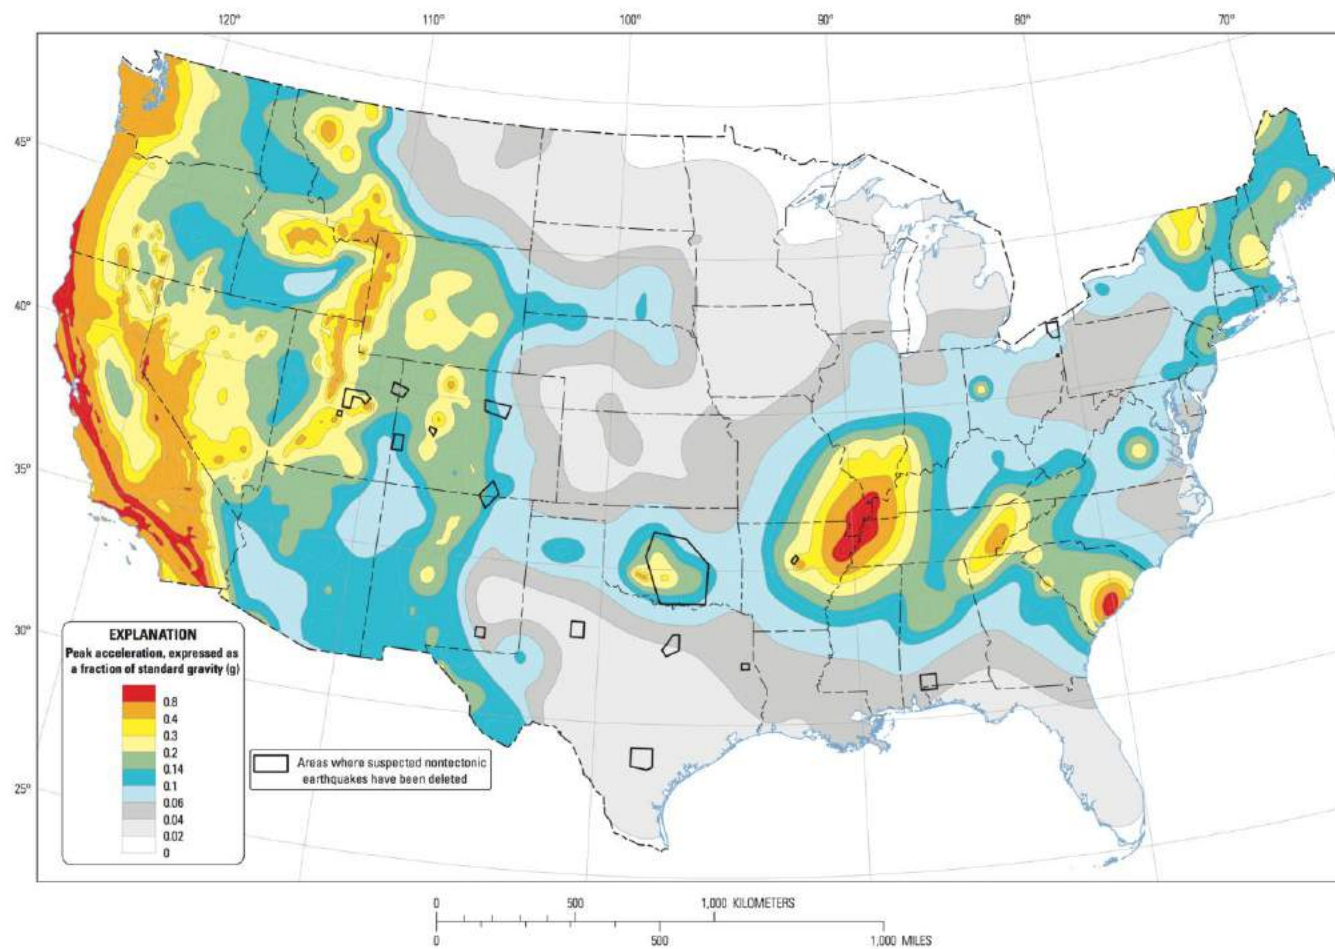 120° 110° 100° 90° 80° 70°
45°
40°
35°
30°
25°
EXPLANATION
Peak acceleration, expressed as
a fraction of standard gravity (g)
0.8
0.4
0.3
0.2
0.14
0.1
0.06
0.04
0.02
0
Areas where suspected nontectonic
earthquakes have been deleted
0 500 1,000 KILOMETERS
0 500 1,000 MILES